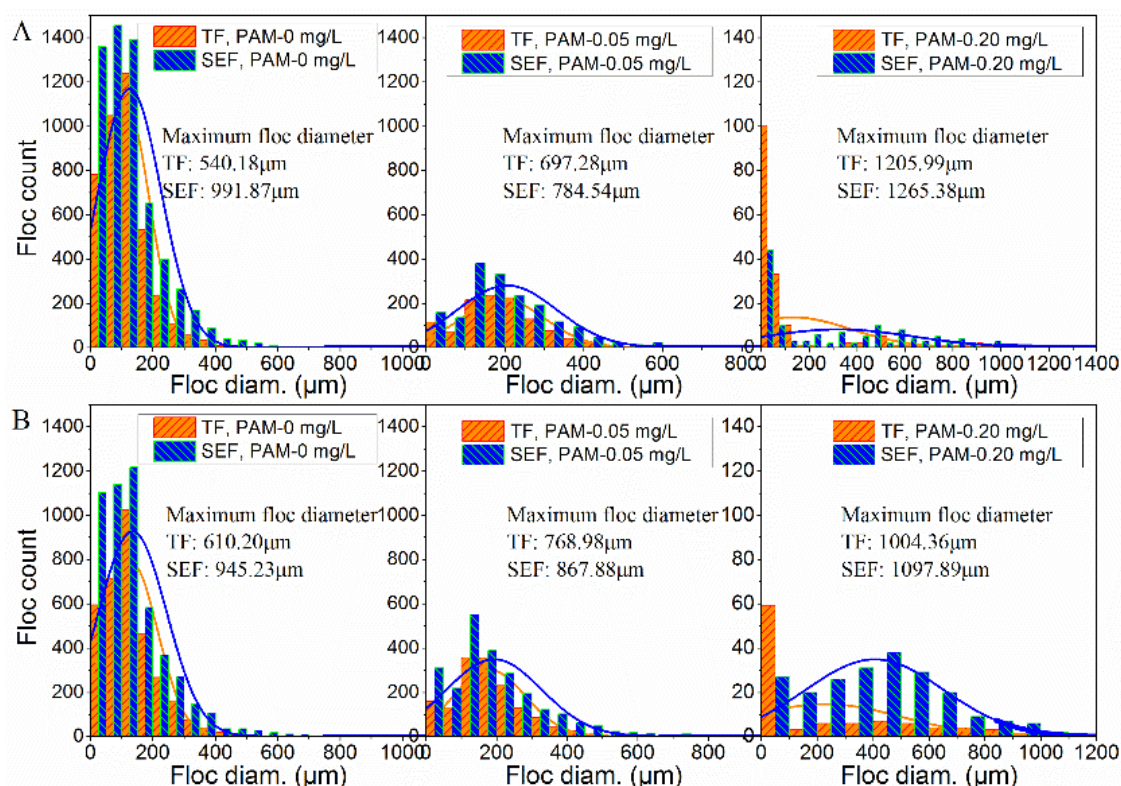 A
TF, PAM-0 mg/L
SEF, PAM-0 mg/L
Maximum floc diameter
TF: 540.18μm
SEF: 991.87μm
Floc count
0 200 400 600 800 1000 1200 1400
0 200 400 600 800 1000
Floc diam. (μm)
TF, PAM-0.05 mg/L
SEF, PAM-0.05 mg/L
Maximum floc diameter
TF: 697.28μm
SEF: 784.54μm
0 200 400 600 800 1000 1200 1400
0 200 400 600 800
Floc diam. (μm)
TF, PAM-0.20 mg/L
SEF, PAM-0.20 mg/L
Maximum floc diameter
TF: 1205.99μm
SEF: 1265.38μm
0 20 40 60 80 100 120 140
0 200 400 600 800 1000 1200 1400
Floc diam. (μm)
B
TF, PAM-0 mg/L
SEF, PAM-0 mg/L
Maximum floc diameter
TF: 610.20μm
SEF: 945.23μm
Floc count
0 200 400 600 800 1000 1200 1400
0 200 400 600 800 1000
Floc diam. (μm)
TF, PAM-0.05 mg/L
SEF, PAM-0.05 mg/L
Maximum floc diameter
TF: 768.98μm
SEF: 867.88μm
0 200 400 600 800 1000 1200 1400
0 200 400 600 800
Floc diam. (μm)
TF, PAM-0.20 mg/L
SEF, PAM-0.20 mg/L
Maximum floc diameter
TF: 1004.36μm
SEF: 1097.89μm
0 20 40 60 80 100 120 140
0 200 400 600 800 1000 1200
Floc diam. (μm)